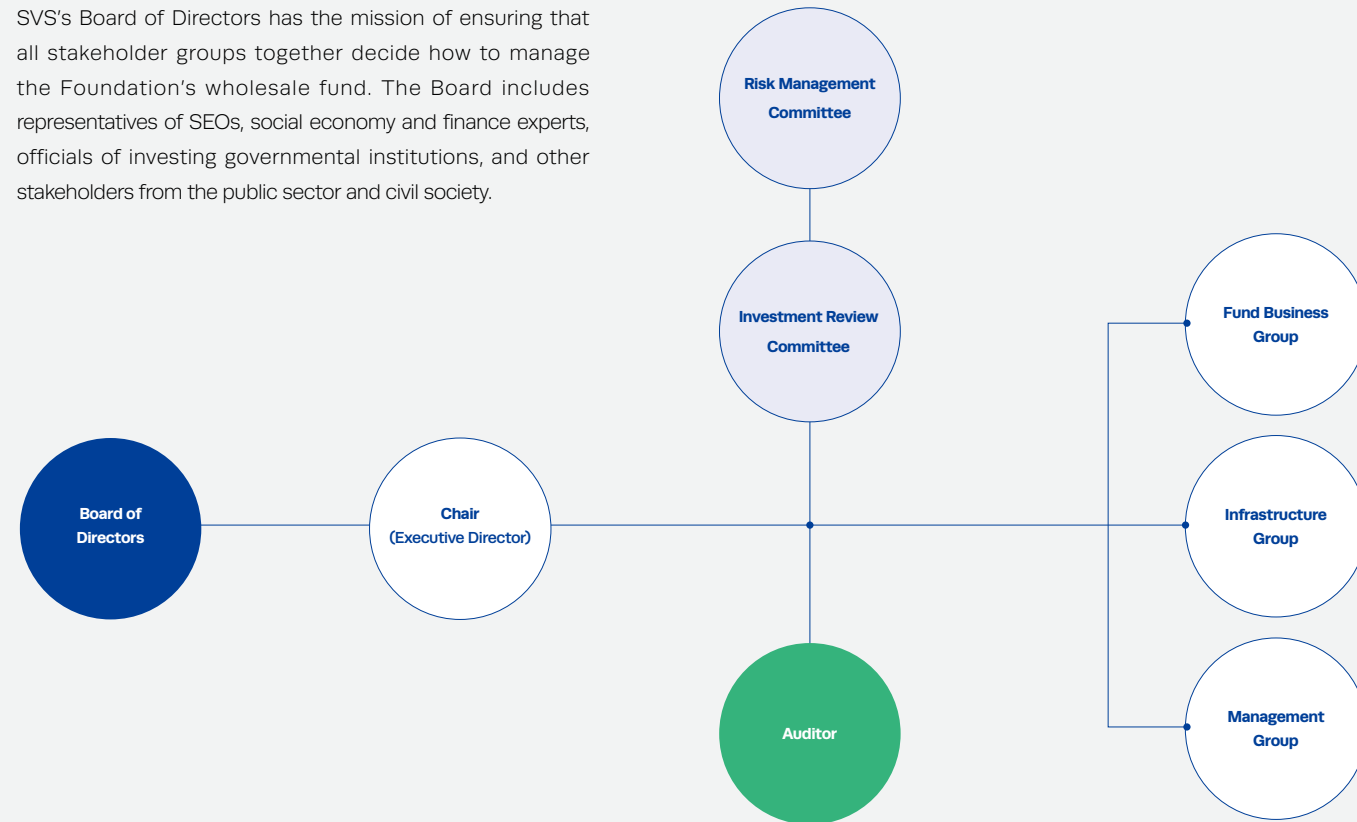 SVS's Board of Directors has the mission of ensuring that
all stakeholder groups together decide how to manage
the Foundation's wholesale fund. The Board includes
representatives of SEOs, social economy and finance experts,
officials of investing governmental institutions, and other
stakeholders from the public sector and civil society.
Risk Management
Committee
Investment Review
Committee
Board of
Directors
Chair
(Executive Director)
Auditor
Fund Business
Group
Infrastructure
Group
Management
Group